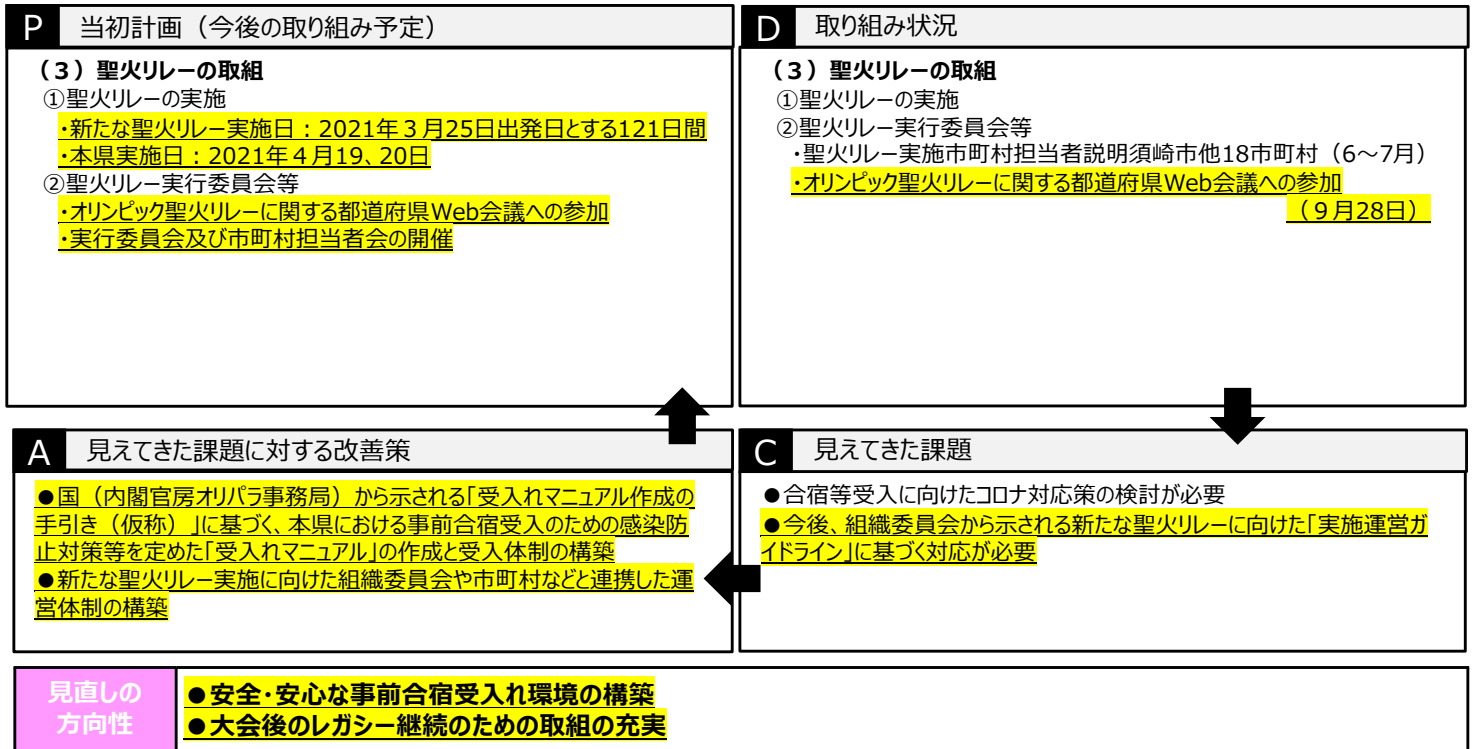 P 当初計画（今後の取り組み予定）
（３）聖火リレーの取組
①聖火リレーの実施
・新たな聖火リレー実施日：2021年３月25日出発日とする121日間
・本県実施日：2021年４月19、20日
②聖火リレー実行委員会等
・オリンピック聖火リレーに関する都道府県Web会議への参加
・実行委員会及び市町村担当者会の開催
D 取り組み状況
（３）聖火リレーの取組
①聖火リレーの実施
②聖火リレー実行委員会等
・聖火リレー実施市町村担当者説明須崎市他18市町村（6～7月）
・オリンピック聖火リレーに関する都道府県Web会議への参加
（９月28日）
A 見えてきた課題に対する改善策
●国（内閣官房オリパラ事務局）から示される「受入れマニュアル作成の
手引き（仮称）」に基づく、本県における事前合宿受入のための感染防
止対策等を定めた「受入れマニュアル」の作成と受入体制の構築
●新たな聖火リレー実施に向けた組織委員会や市町村などと連携した運
営体制の構築
C 見えてきた課題
●合宿等受入に向けたコロナ対応策の検討が必要
●今後、組織委員会から示される新たな聖火リレーに向けた「実施運営ガ
イドライン」に基づく対応が必要
見直しの
方向性
●安全・安心な事前合宿受入れ環境の構築
●大会後のレガシー継続のための取組の充実